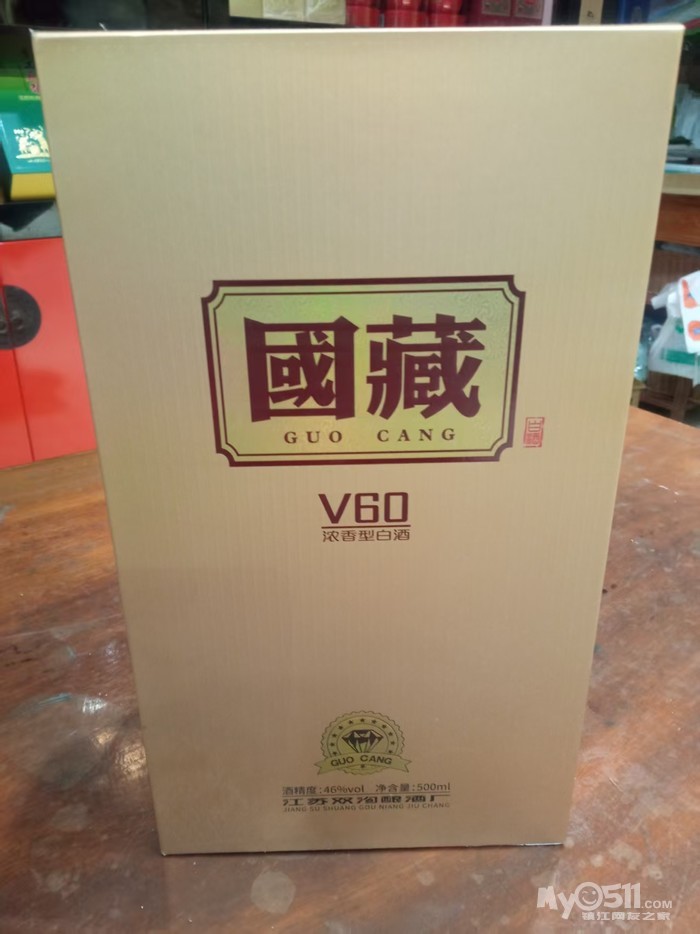 國藏
GUO CANG
V60
浓香型白酒
GUO CANG
酒精度:46%vol 净含量:500ml
江苏双沟酿酒厂
JIANG SU SHUANG GOU NIANG JIU CHANG
My0511.com
镇江网友之家